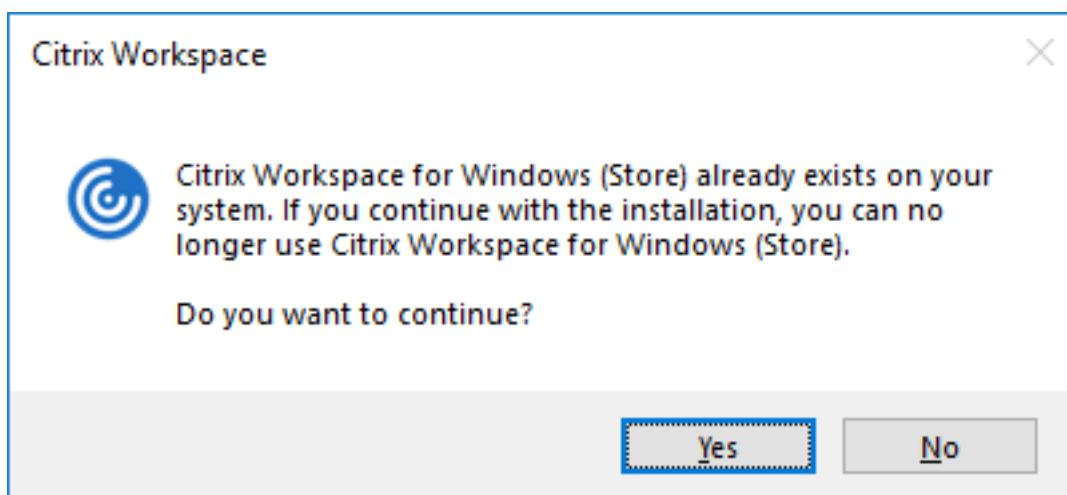 Citrix Workspace
Citrix Workspace for Windows (Store) already exists on your
system. If you continue with the installation, you can no
longer use Citrix Workspace for Windows (Store).
Do you want to continue?
Yes
No